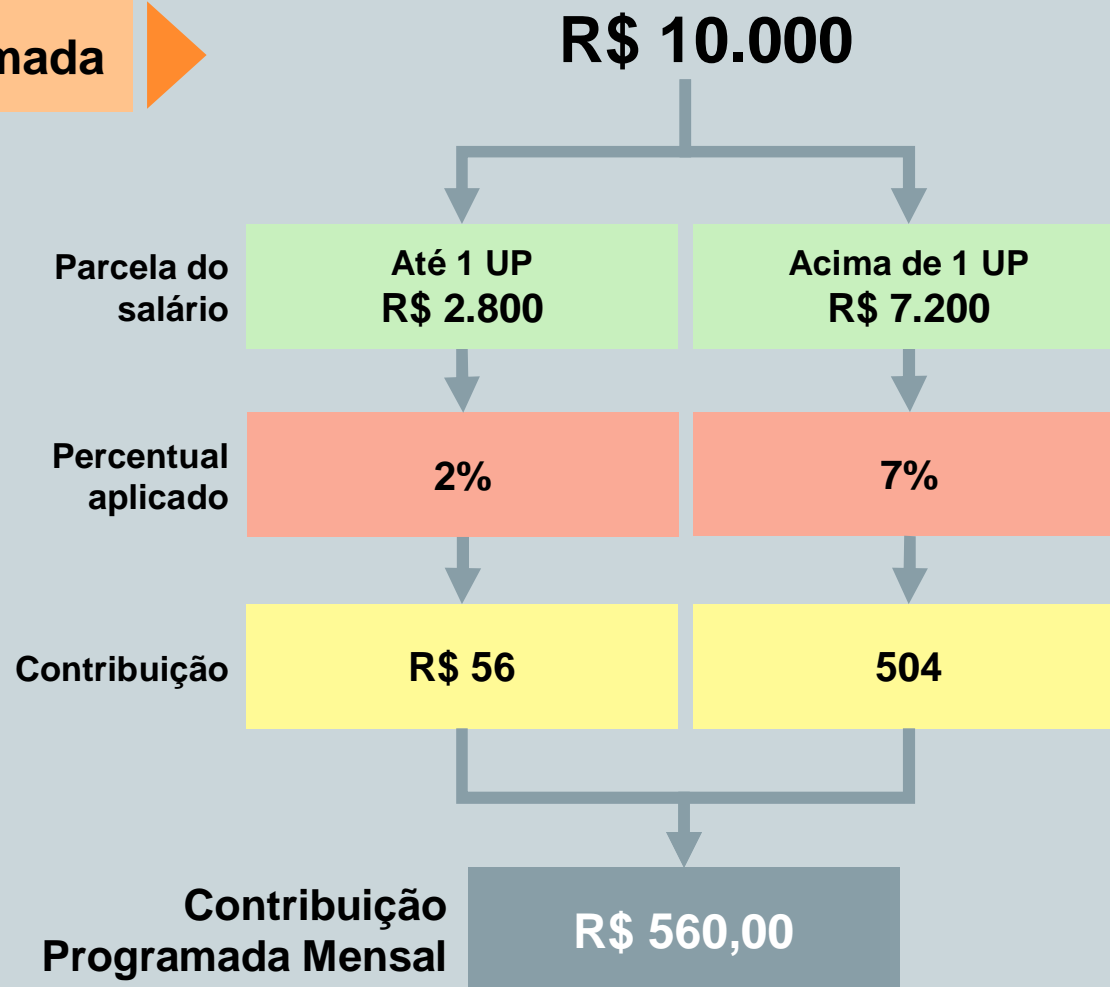 mada
R$ 10.000
Parcela do
salário
Até 1 UP
R$ 2.800
Acima de 1 UP
R$ 7.200
Percentual
aplicado
2%
7%
Contribuição
R$ 56
504
Contribuição
Programada Mensal
R$ 560,00